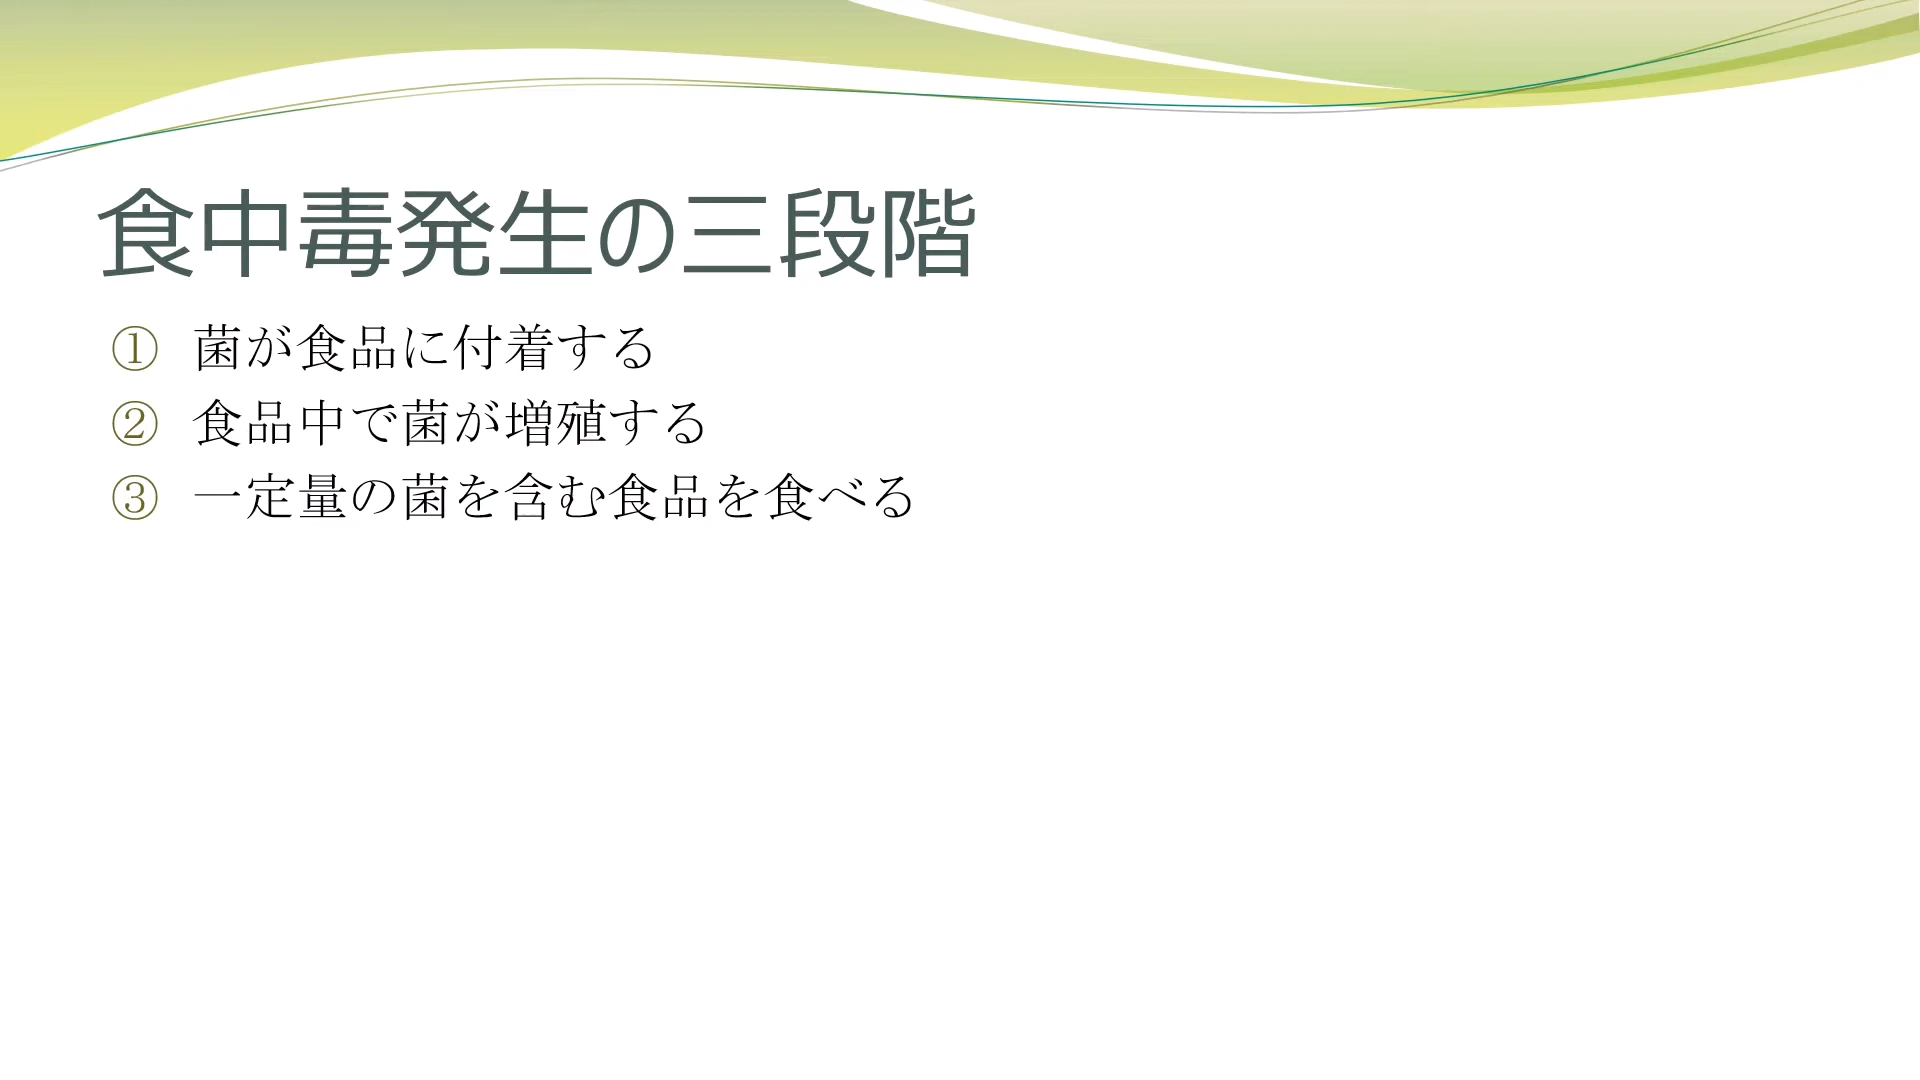 食中毒発生の三段階
① 菌が食品に付着する
② 食品中で菌が増殖する
③ 一定量の菌を含む食品を食べる